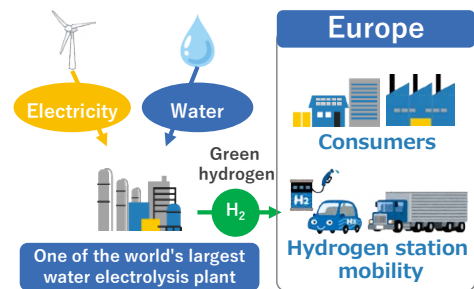 Europe
Electricity
Water
Consumers
Green
hydrogen
H₂
H2
H2
One of the world's largest
water electrolysis plant
Hydrogen station
mobility